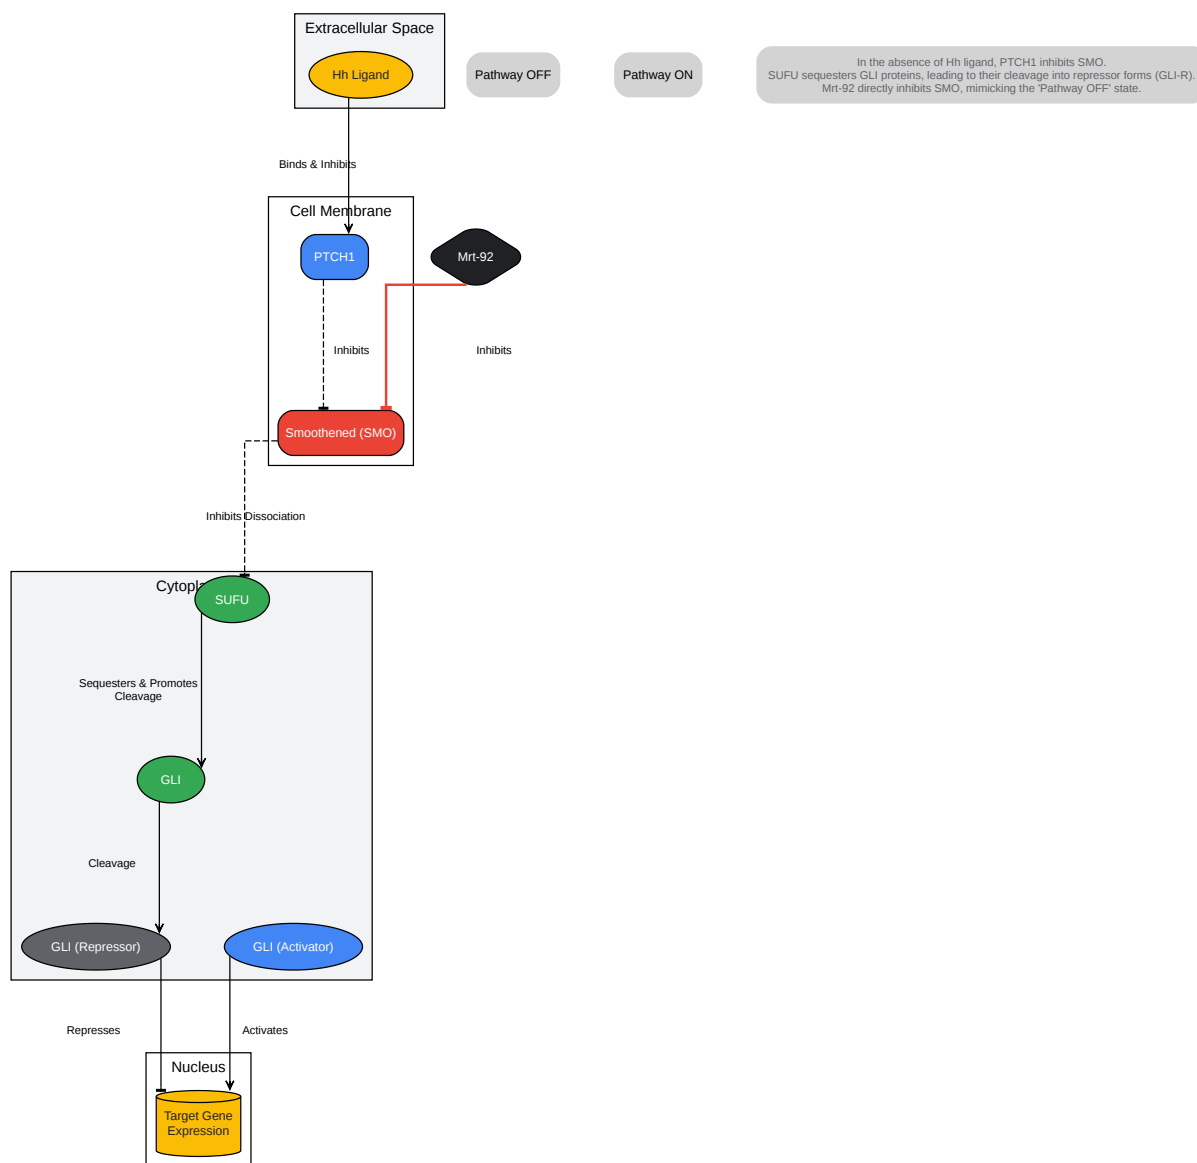 Extracellular Space
Hh Ligand
Pathway OFF
Pathway ON
In the absence of Hh ligand, PTCH1 inhibits SMO.
SUFU sequesters GLI proteins, leading to their cleavage into repressor forms (GLI-R).
Mrt-92 directly inhibits SMO, mimicking the 'Pathway OFF' state.
Binds & Inhibits
Cell Membrane
PTCH1
Mrt-92
Inhibits
Inhibits
Smoothened (SMO)
Inhibits Dissociation
Cytopla
SUFU
Sequesters & Promotes
Cleavage
GLI
Cleavage
GLI (Repressor)
GLI (Activator)
Represses
Activates
Nucleus
Target Gene
Expression